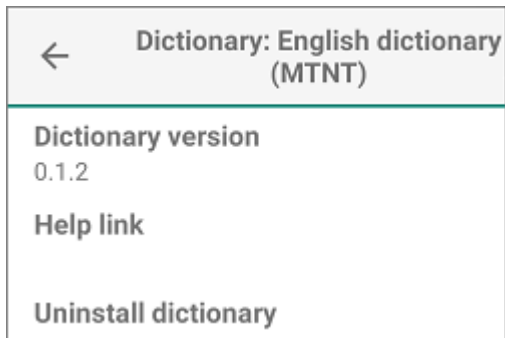 Dictionary: English dictionary
(MTNT)
Dictionary version
0.1.2
Help link
Uninstall dictionary